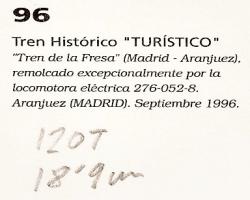 96
Tren Histórico "TURÍSTICO"
"Tren de la Fresa" (Madrid - Aranjuez),
remolcado excepcionalmente por la
locomotora eléctrica 276-052-8.
Aranjuez (MADRID). Septiembre 1996.
120T
18'9m